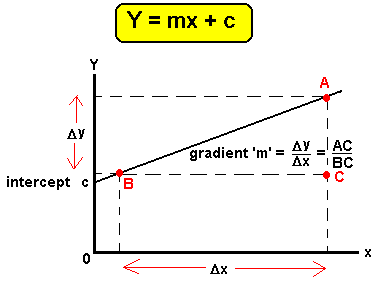 Y = mx + c
Y
A
Δy
gradient 'm' = Δy/Δx = AC/BC
intercept c
B
C
0
Δx
x